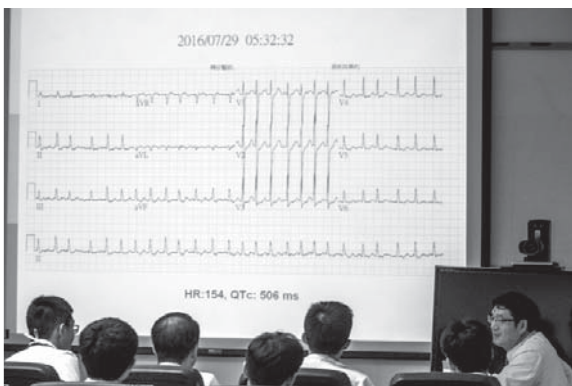 2016/07/29 05:32:32
I aVR V1 V4
II aVL V2 V5
III aVF V3 V6
II
HR:154, QTc: 506 ms